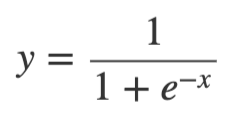 y = 1 / (1 + e^{-x})